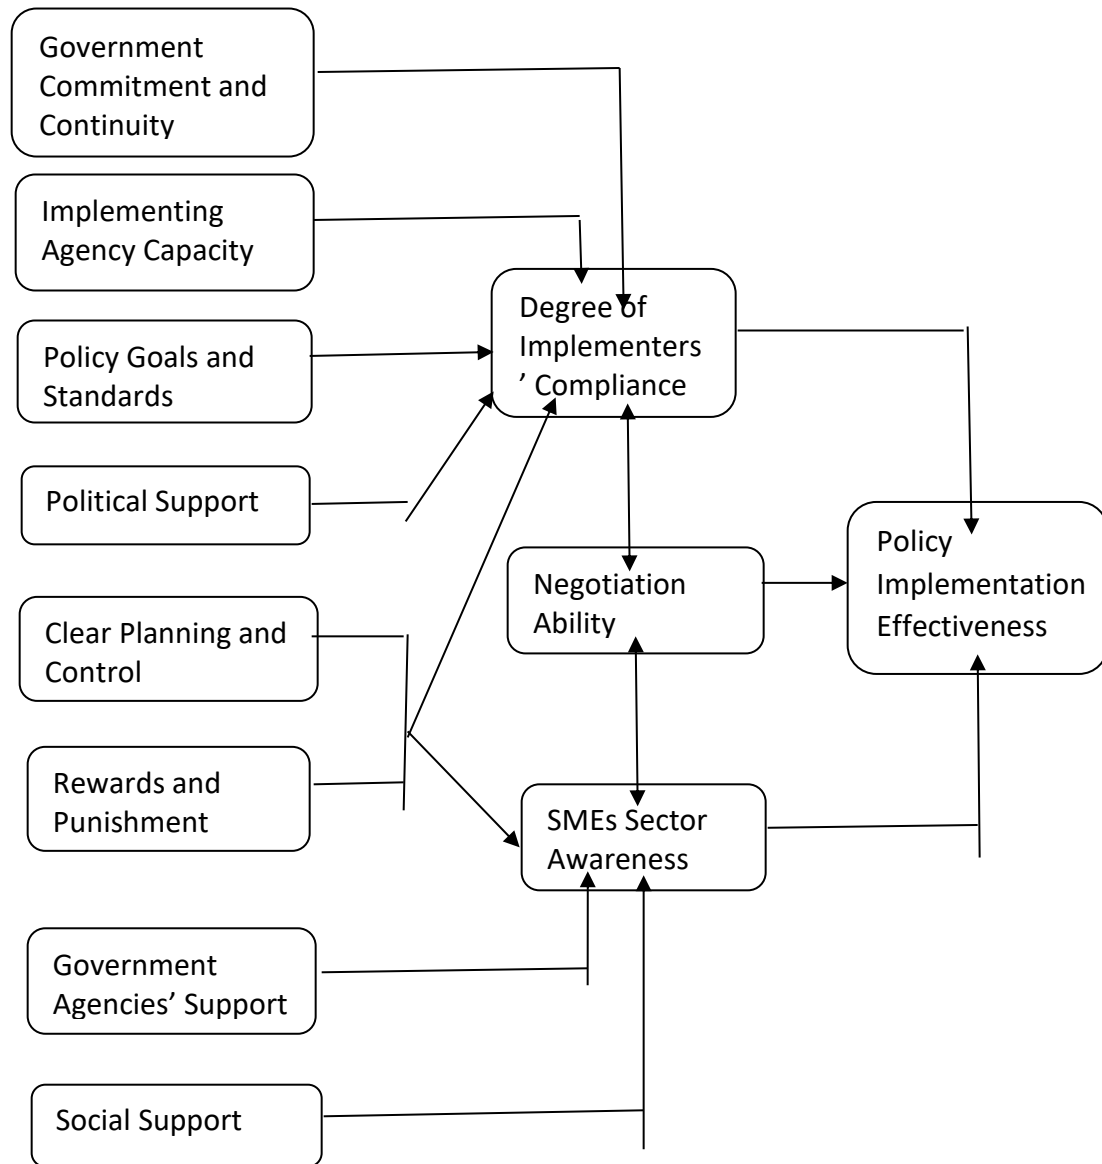 Government
Commitment and
Continuity
Implementing
Agency Capacity
Policy Goals and
Standards
Political Support
Clear Planning and
Control
Rewards and
Punishment
Government
Agencies’ Support
Social Support
Degree of
Implementers
’ Compliance
Negotiation
Ability
SMEs Sector
Awareness
Policy
Implementation
Effectiveness